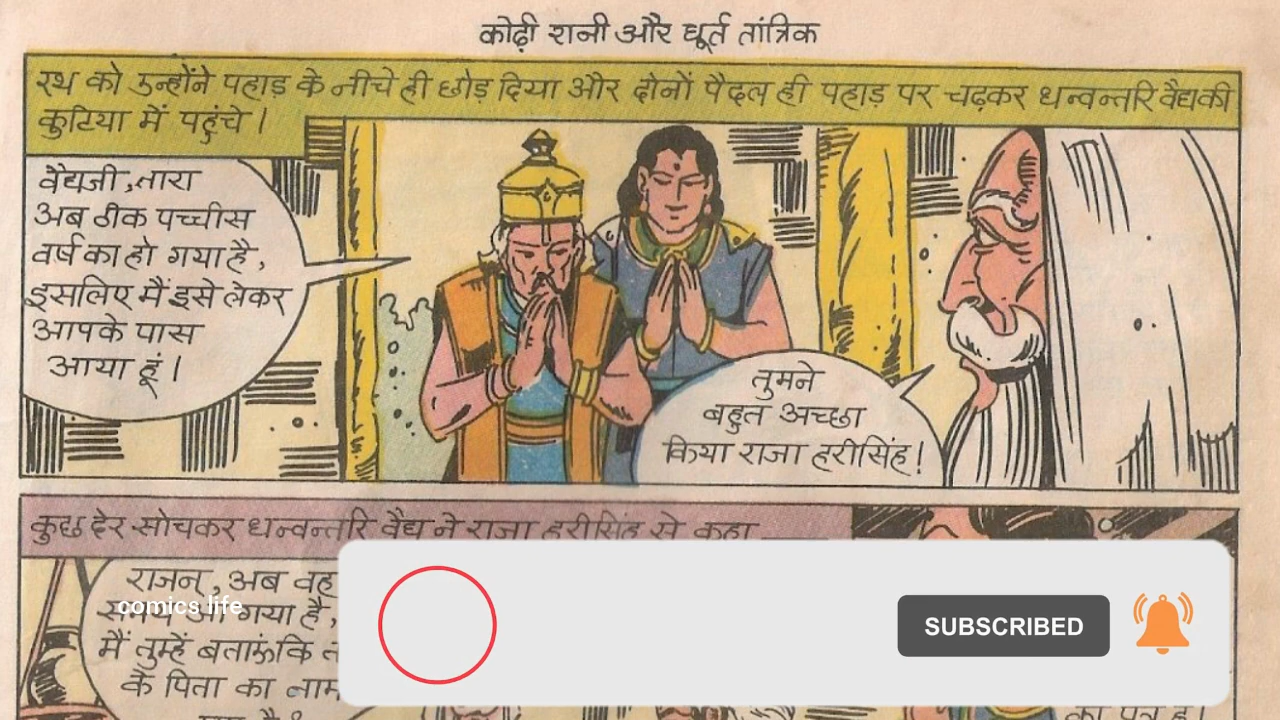 कोढ़ी रानी और धूर्त तांत्रिक
रथ को उन्होंने पहाड़ के नीचे ही छोड़ दिया और दोनों पैदल ही पहाड़ पर चढ़कर धन्वन्तरि वैद्य की
कुटिया में पहुंचे।
वैद्यजी, तारा
अब ठीक पच्चीस
वर्ष का हो गया है,
इसलिए मैं इसे लेकर
आपके पास
आया हूं।
तुमने
बहुत अच्छा
किया राजा हरीसिंह!
कुछ देर सोचकर धन्वन्तरि वैद्य ने राजा हरीसिंह से कहा ——
राजन्, अब वह
समय आ गया है,
मैं तुम्हें बताऊं कि
के पिता का नाम
comics life
SUBSCRIBED
का पुत्र है।